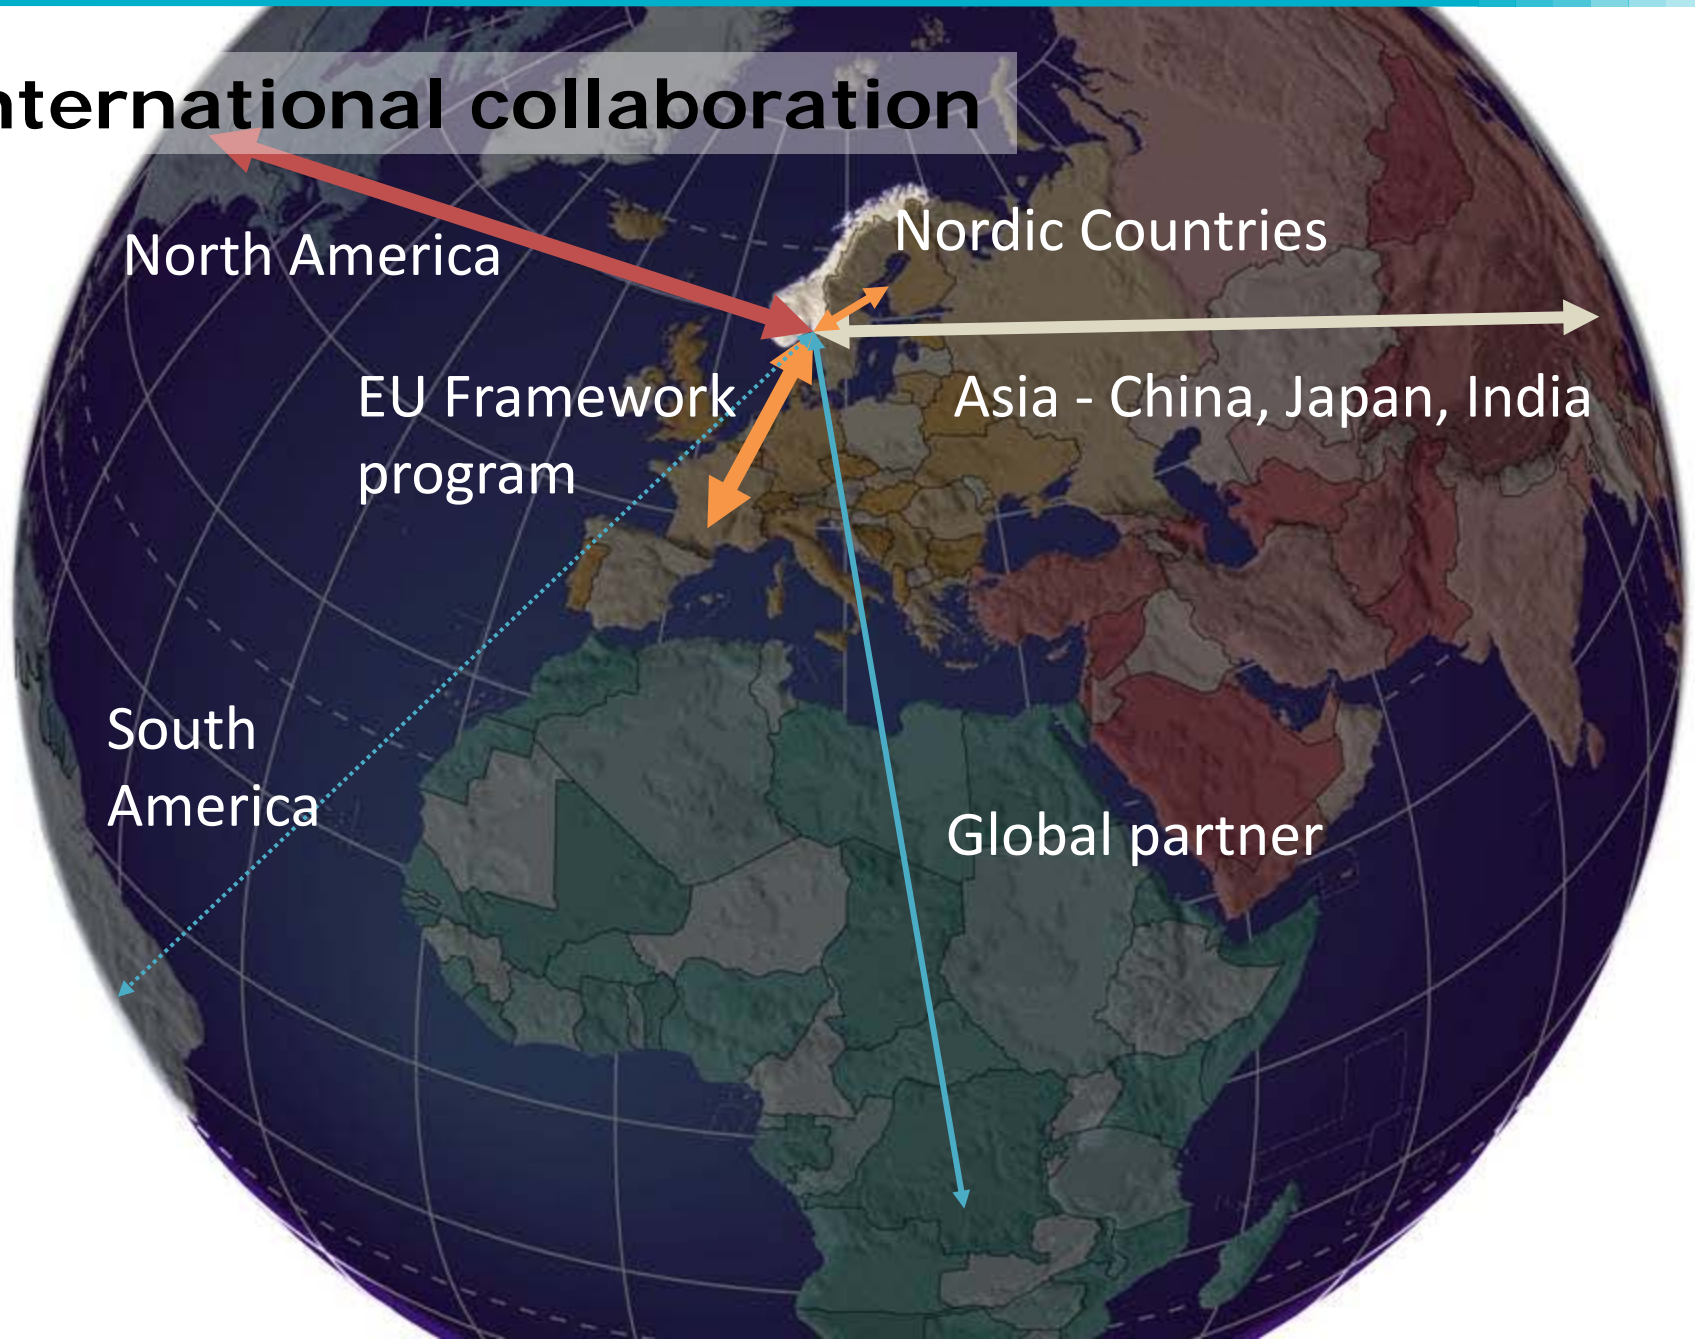 nternational collaboration
Nordic Countries
North America
EU Framework
program
Asia - China, Japan, India
South
America
Global partner